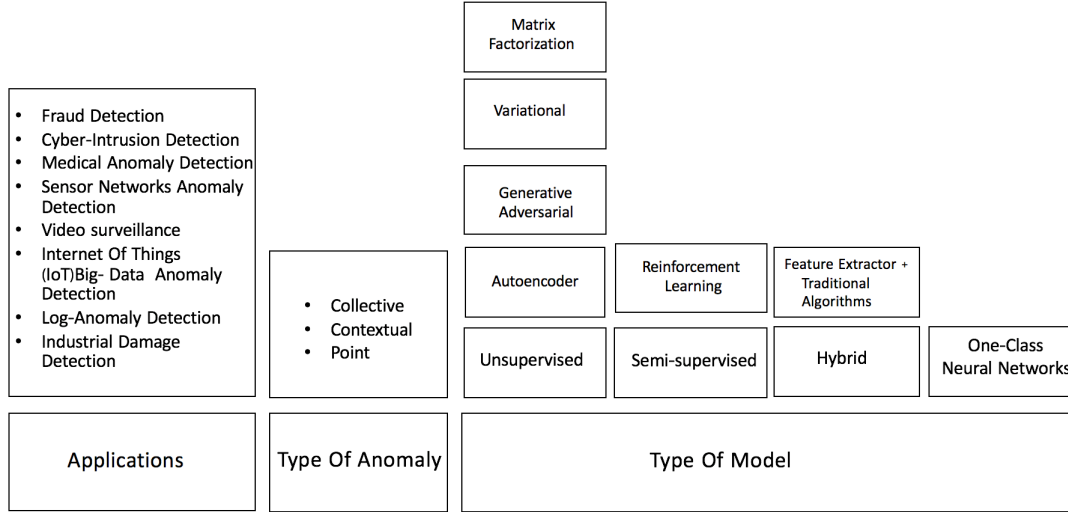 Matrix
Factorization
Variational
Generative
Adversarial
• Fraud Detection
• Cyber-Intrusion Detection
• Medical Anomaly Detection
• Sensor Networks Anomaly
Detection
• Video surveillance
• Internet Of Things
(IoT)Big- Data Anomaly
Detection
• Log-Anomaly Detection
• Industrial Damage
Detection
• Collective
• Contextual
• Point
Autoencoder
Reinforcement
Learning
Feature Extractor +
Traditional
Algorithms
Unsupervised
Semi-supervised
Hybrid
One-Class
Neural Networks
Applications
Type Of Anomaly
Type Of Model